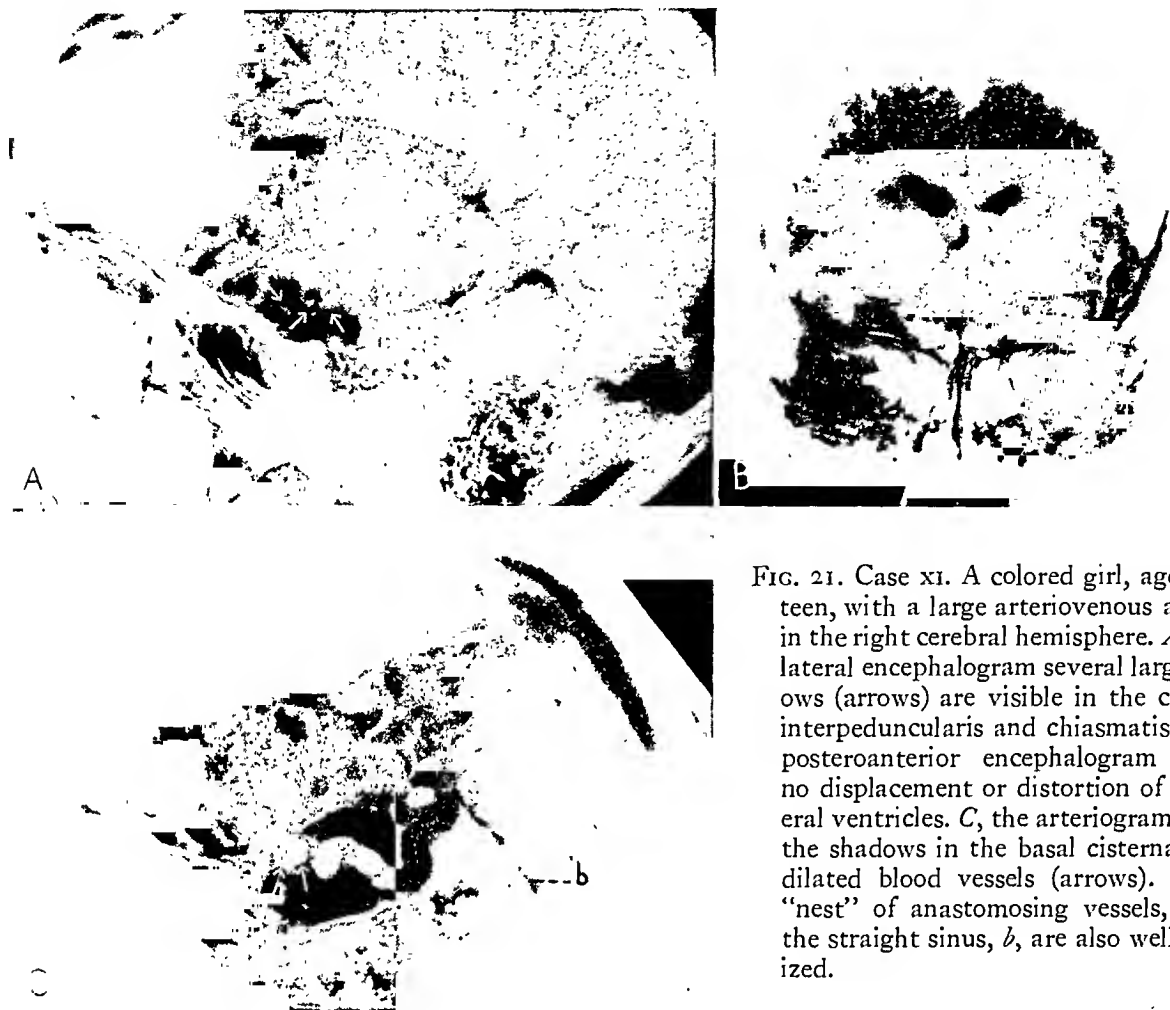 A
B
Fig. 21. Case xi. A colored girl, ag
teen, with a large arteriovenous a
in the right cerebral hemisphere.
lateral encephalogram several larg
ows (arrows) are visible in the c
interpeduncularis and chiasmatis
posteroanterior encephalogram
no displacement or distortion of
eral ventricles. C, the arteriogram
the shadows in the basal cisterna
dilated blood vessels (arrows).
"nest" of anastomosing vessels,
the straight sinus, b, are also well
ized.
b
C